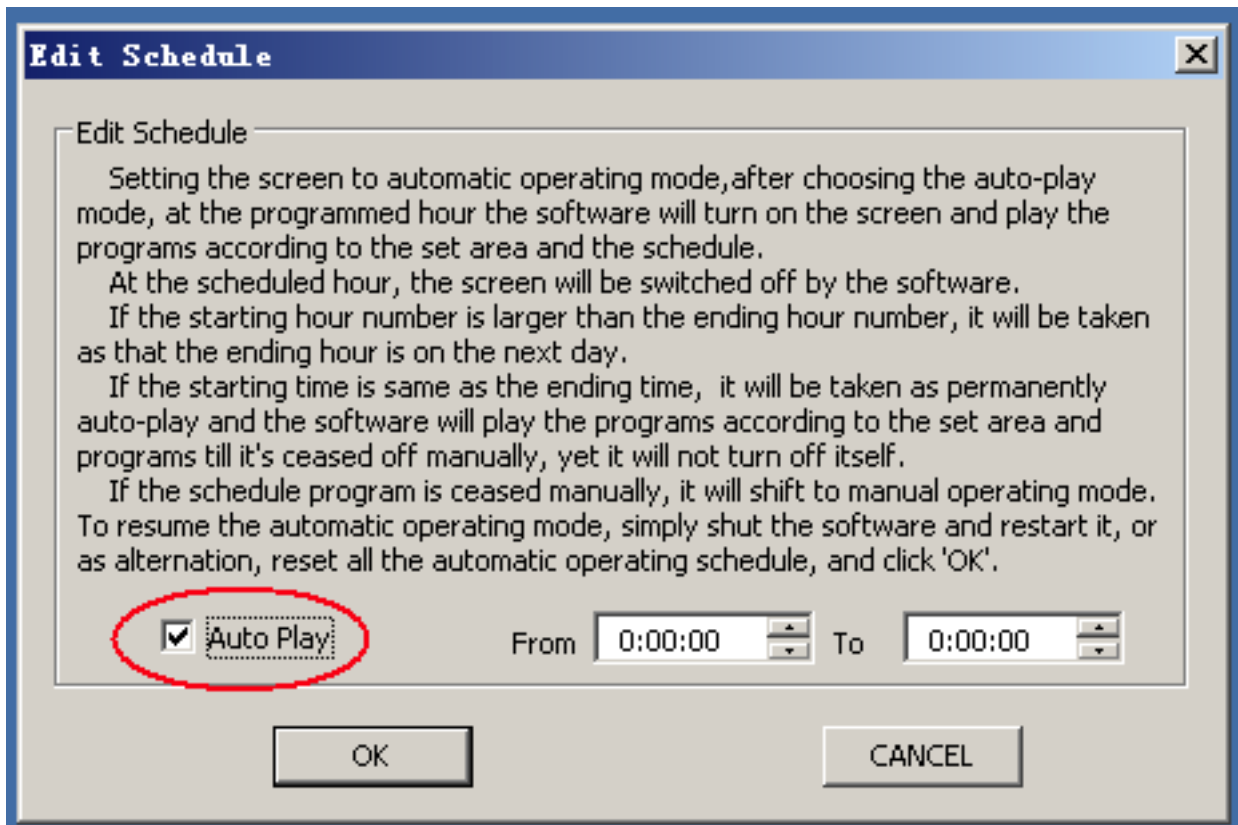 Edit Schedule
Edit Schedule
Setting the screen to automatic operating mode,after choosing the auto-play
mode, at the programmed hour the software will turn on the screen and play the
programs according to the set area and the schedule.
At the scheduled hour, the screen will be switched off by the software.
If the starting hour number is larger than the ending hour number, it will be taken
as that the ending hour is on the next day.
If the starting time is same as the ending time,  it will be taken as permanently
auto-play and the software will play the programs according to the set area and
programs till it's ceased off manually, yet it will not turn off itself.
If the schedule program is ceased manually, it will shift to manual operating mode.
To resume the automatic operating mode, simply shut the software and restart it, or
as alternation, reset all the automatic operating schedule, and click 'OK'.
Auto Play From 0:00:00 To 0:00:00
OK CANCEL